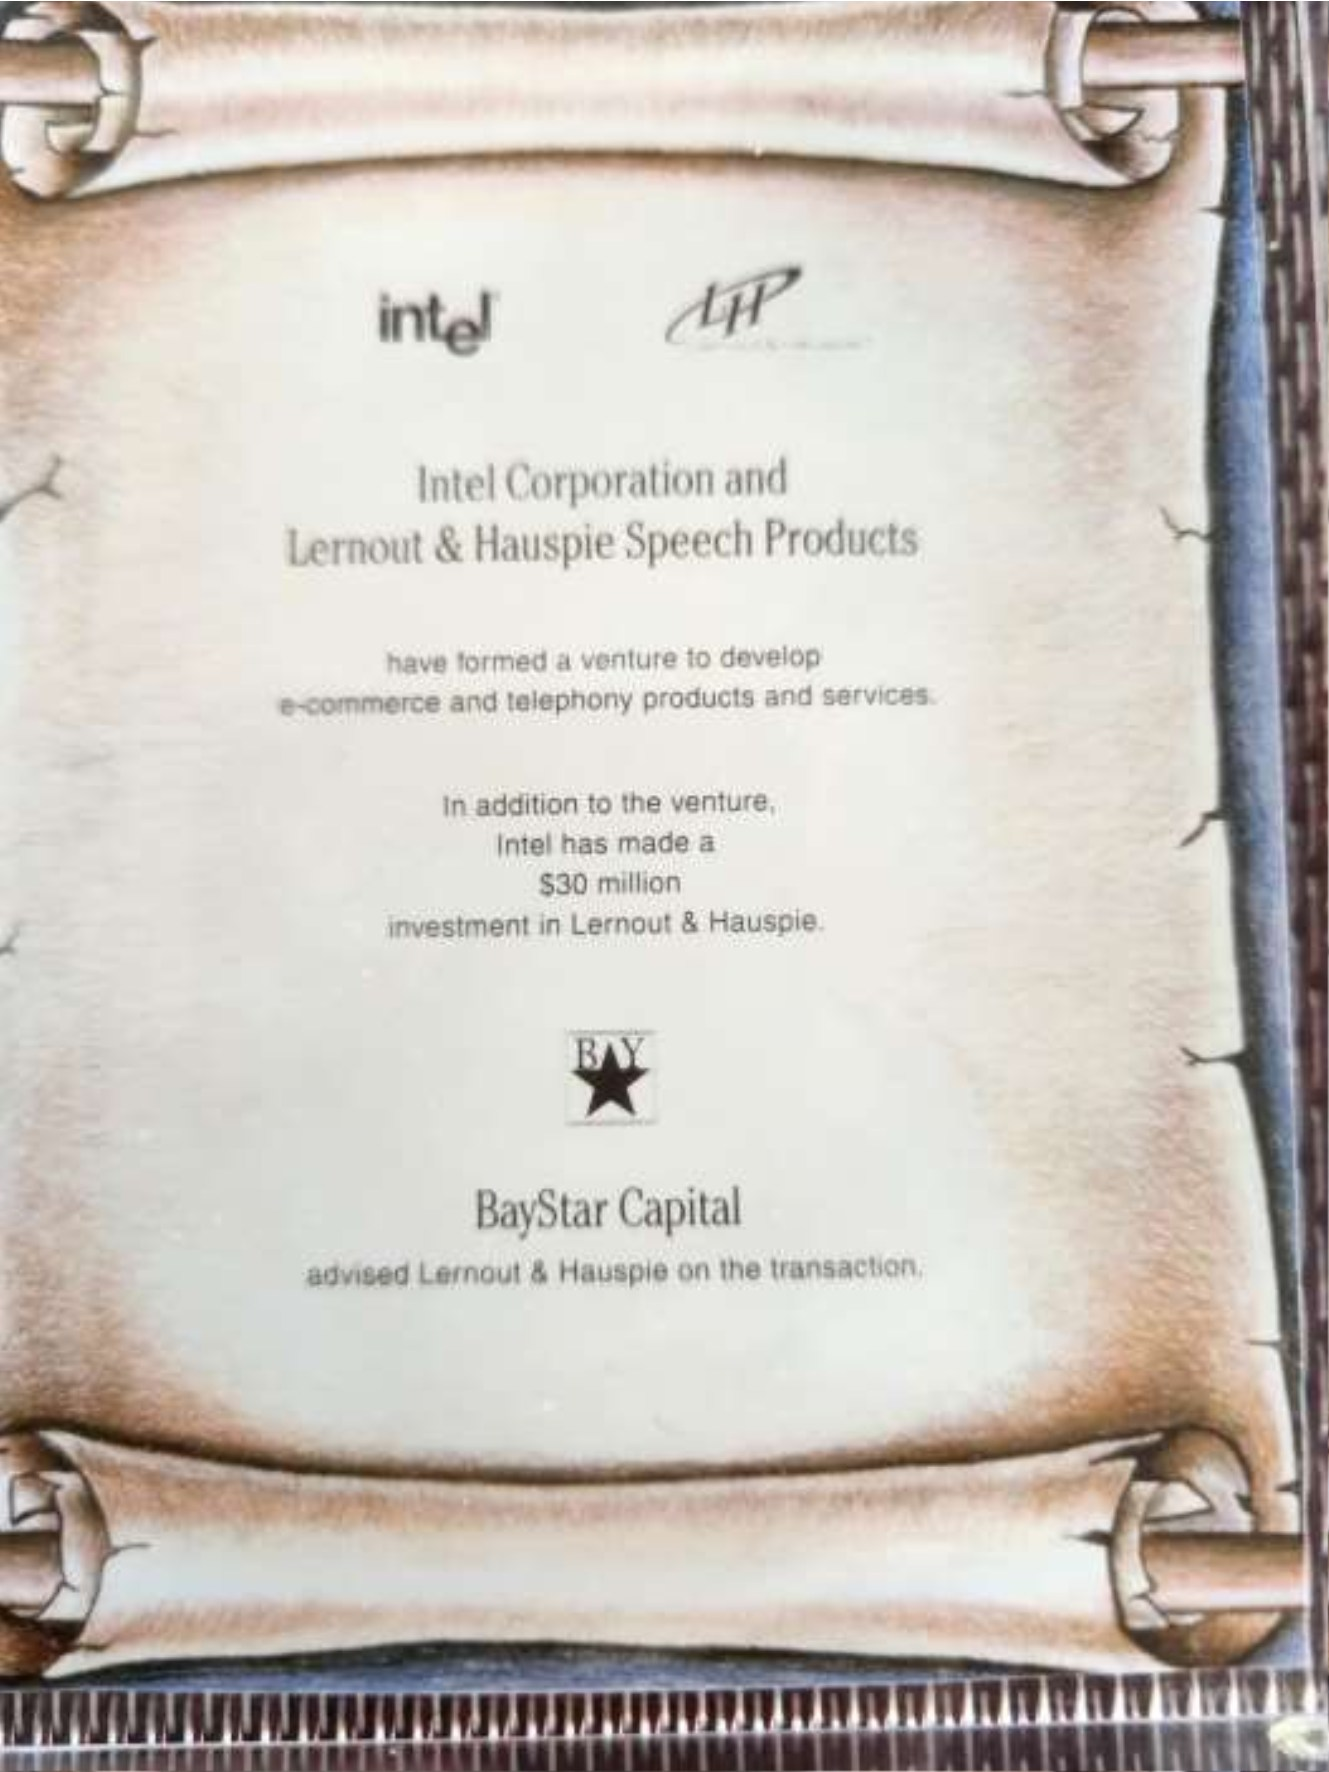 intel
LH
Intel Corporation and
Lernout & Hauspie Speech Products
have formed a venture to develop
e-commerce and telephony products and services.
In addition to the venture,
Intel has made a
$30 million
investment in Lernout & Hauspie.
BAY
BayStar Capital
advised Lernout & Hauspie on the transaction.